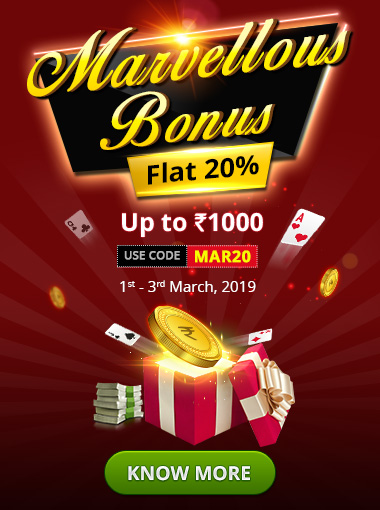 Marvellous
Bonus
Flat 20%
Up to ₹1000
USE CODE MAR20
1st - 3rd March, 2019
KNOW MORE